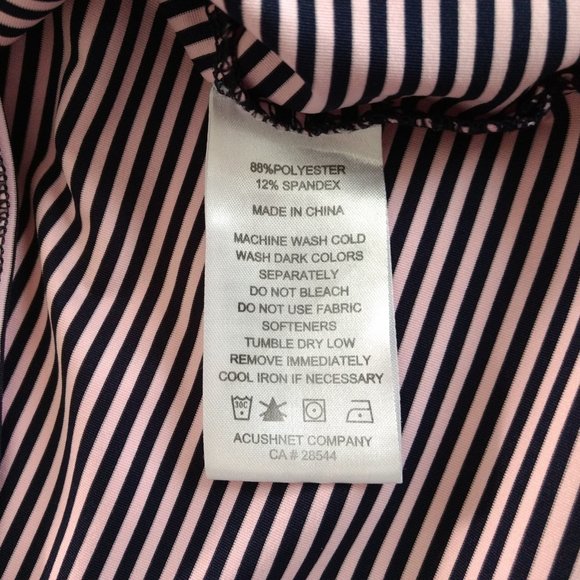 88%POLYESTER
12% SPANDEX
MADE IN CHINA
MACHINE WASH COLD
WASH DARK COLORS
SEPARATELY
DO NOT BLEACH
DO NOT USE FABRIC
SOFTENERS
TUMBLE DRY LOW
REMOVE IMMEDIATELY
COOL IRON IF NECESSARY
30C
ACUSHNET COMPANY
CA # 28544